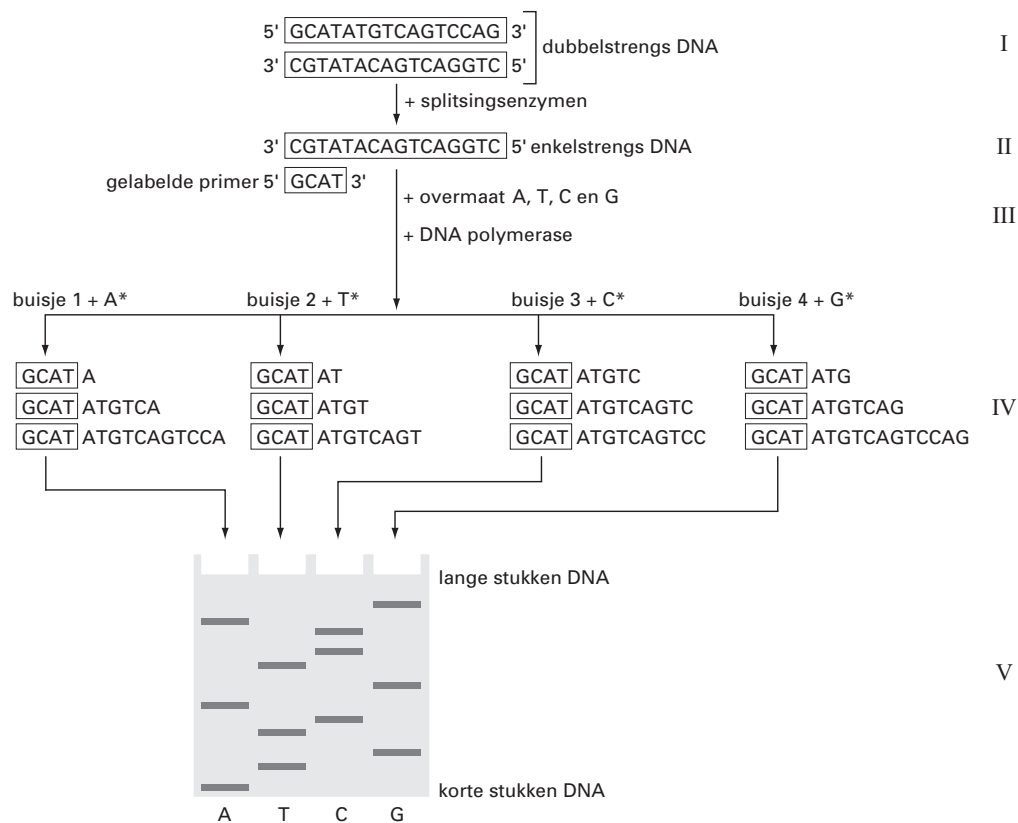 5' GCATATGTCAGTCCAG 3'
dubbelstrengs DNA
I
3' CGTATACAGTCAGGTC 5'
+ splitsingsenzymen
3' CGTATACAGTCAGGTC 5' enkelstrengs DNA
II
gelabelde primer 5' GCAT 3'
+ overmaat A, T, C en G
III
+ DNA polymerase
buisje 1 + A* buisje 2 + T* buisje 3 + C* buisje 4 + G*
GCAT A GCAT AT GCAT ATGTC GCAT ATG
GCAT ATGTCA GCAT ATGT GCAT ATGTCAGTC GCAT ATGTCAG IV
GCAT ATGTCAGTCCA GCAT ATGTCAGT GCAT ATGTCAGTCC GCAT ATGTCAGTCCAG
lange stukken DNA
V
korte stukken DNA
A T C G